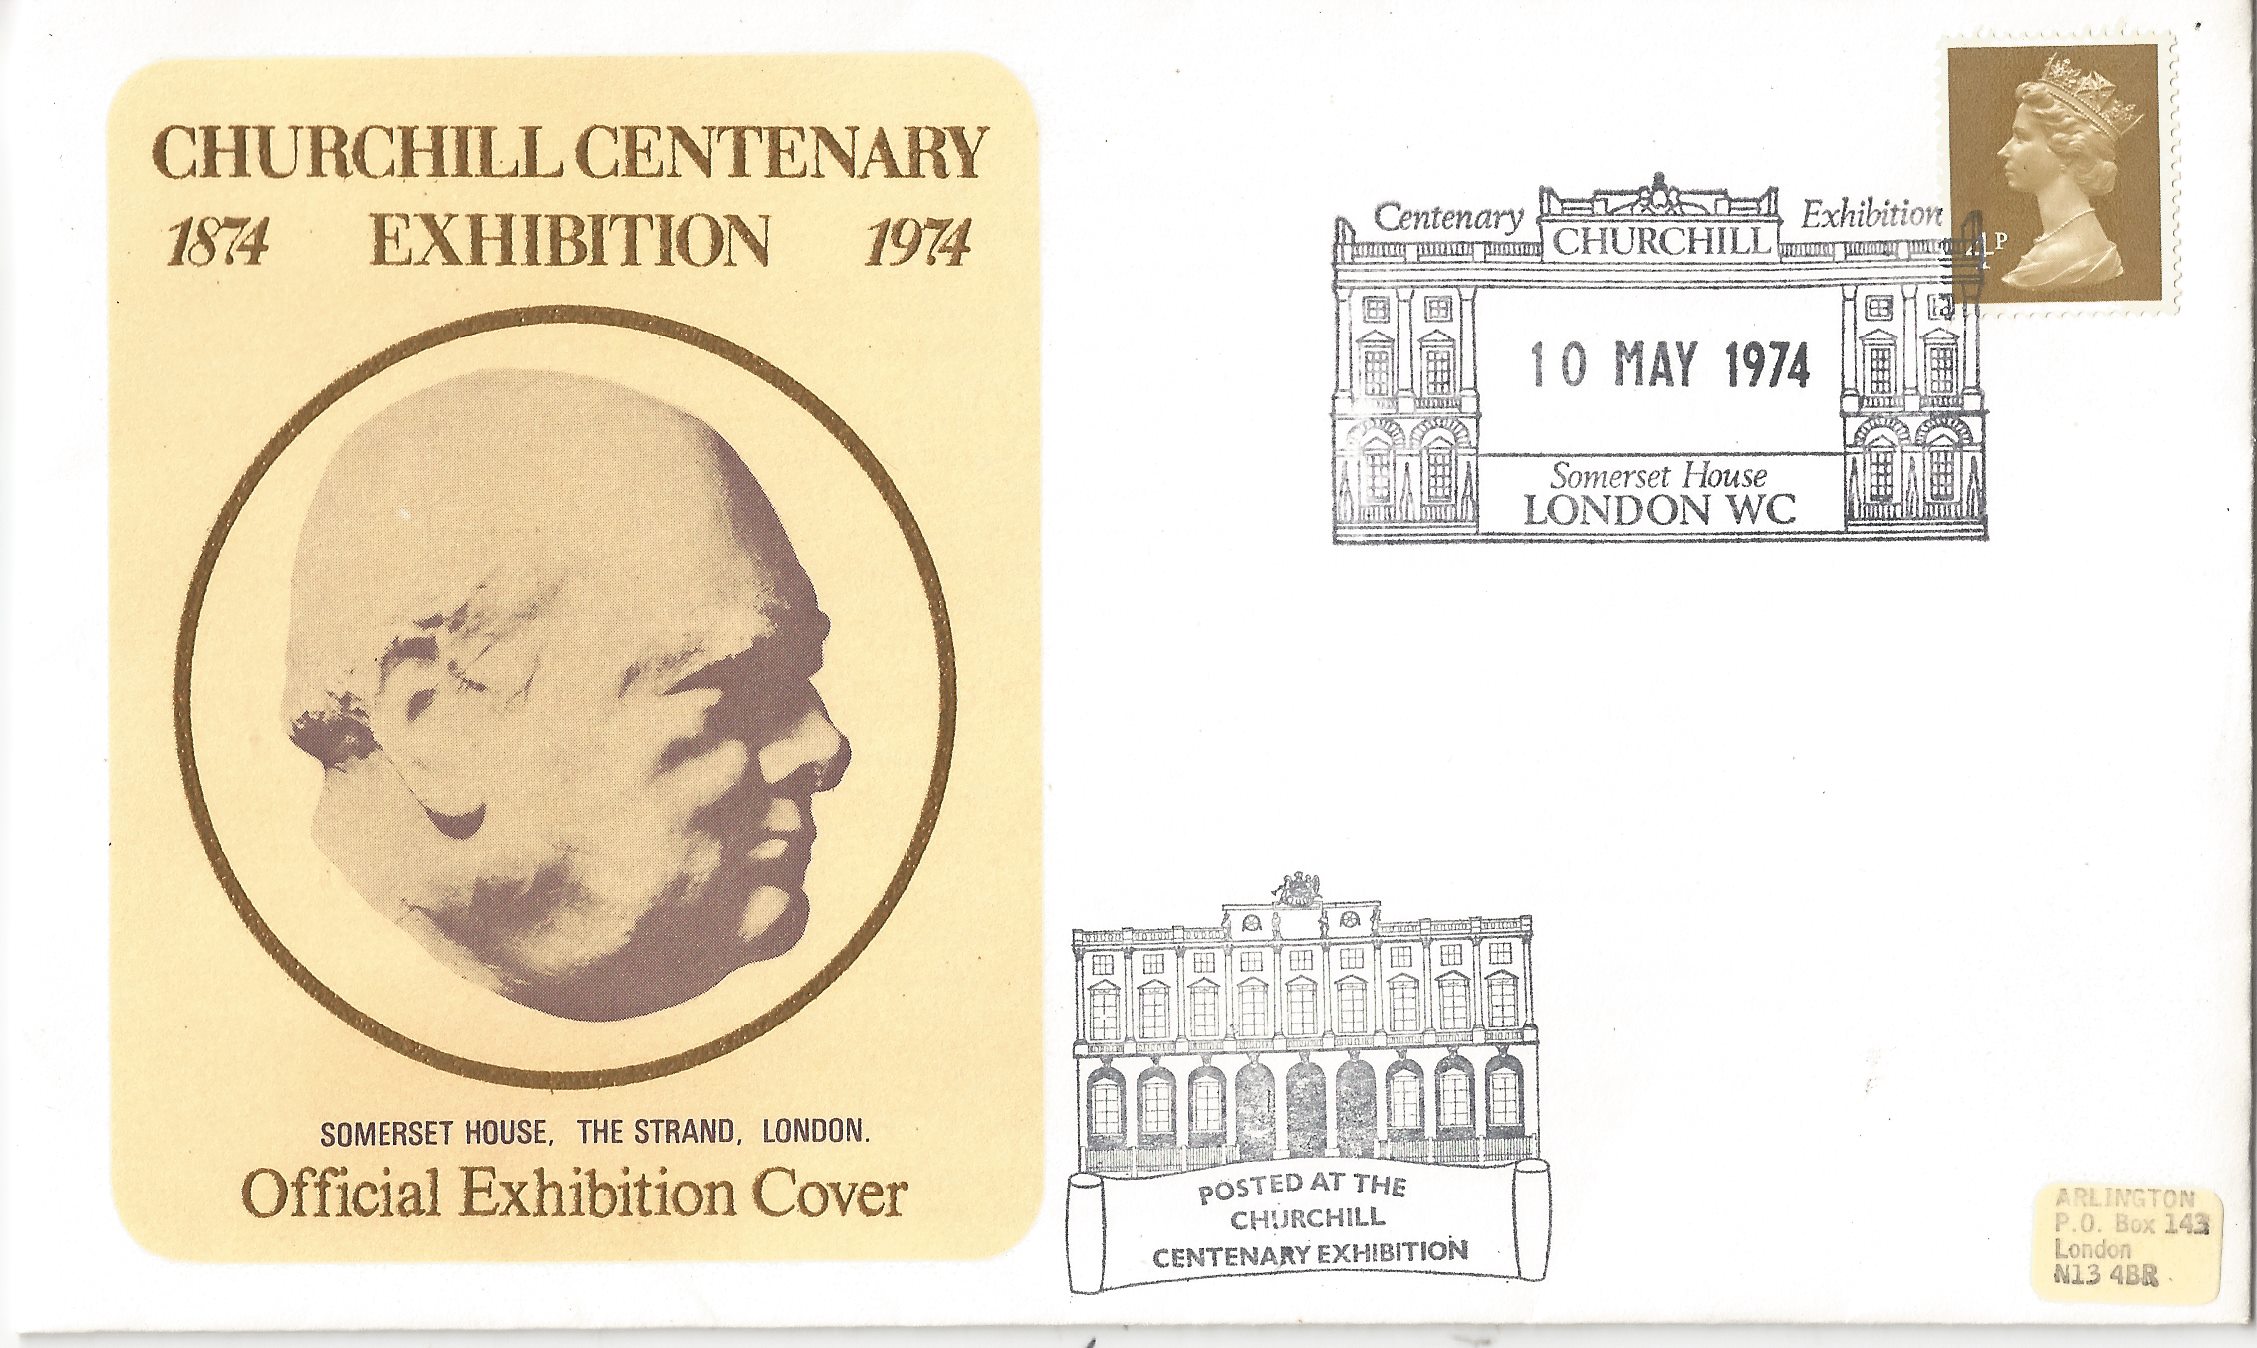 CHURCHILL CENTENARY
1874 EXHIBITION 1974
SOMERSET HOUSE, THE STRAND, LONDON.
Official Exhibition Cover
Centenary CHURCHILL Exhibition
10 MAY 1974
Somerset House
LONDON WC
POSTED AT THE
CHURCHILL
CENTENARY EXHIBITION
ARLINGTON
P.O. Box 143
London
N13 4BR